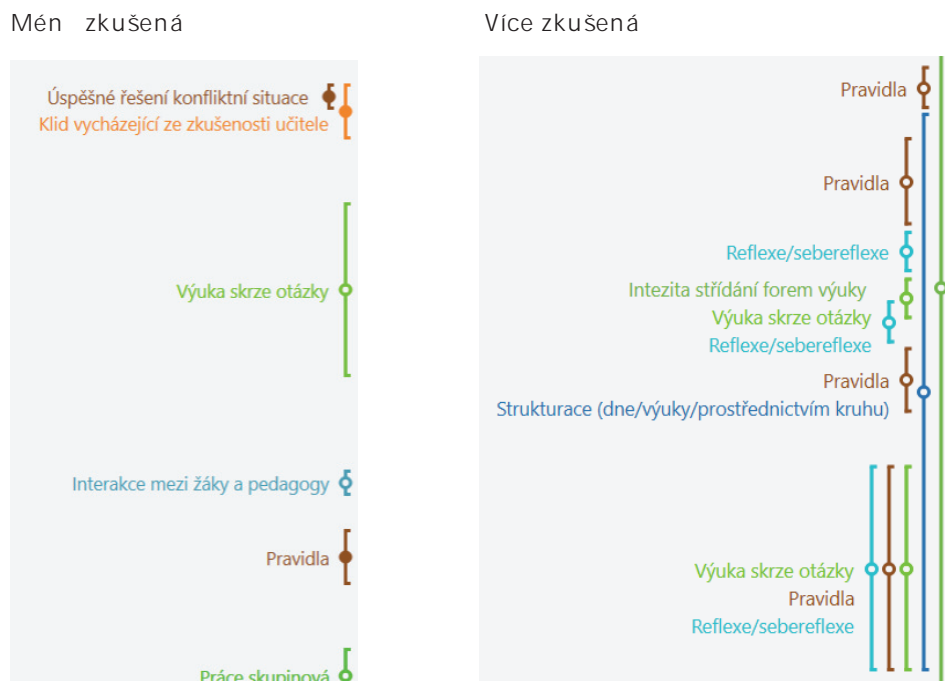 Mén zkušená
Úspěšné řešení konfliktní situace
Klid vycházející ze zkušenosti učitele
Výuka skrze otázky
Interakce mezi žáky a pedagogy
Pravidla
Práce skupinová
Více zkušená
Pravidla
Pravidla
Reflexe/sebereflexe
Intezita střídání forem výuky
Výuka skrze otázky
Reflexe/sebereflexe
Pravidla
Strukturace (dne/výuky/prostřednictvím kruhu)
Výuka skrze otázky
Pravidla
Reflexe/sebereflexe